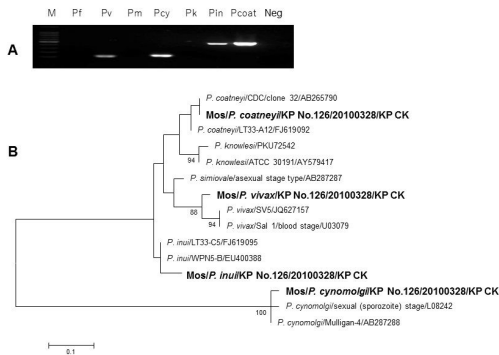 M Pf Pv Pm Pcy Pk Pin Pcoat Neg
A
P. coatneyi/CDC/clone 32/AB265790
Mos/P. coatneyi/KP No.126/20100328/KP CK
P. coatneyi/LT33-A12/FJ619092
B
P. knowlesi/PKU72542
94
P. knowlesi/ATCC 30191/AY579417
P. simiovale/asexual stage type/AB287287
Mos/P. vivax/KP No.126/20100328/KP CK
88
P. vivax/SV5/JQ627157
94
P. vivax/Sal 1/blood stage/U03079
P. inui/LT33-C5/FJ619095
P. inui/WPN5-B/EU400388
Mos/P. inui/KP No.126/20100328/KP CK
Mos/P. cynomolgi/KP No.126/20100328/KP CK
P. cynomolgi/sexual (sporozoite) stage/L08242
100
P. cynomolgi/Mulligan-4/AB287288
0.1